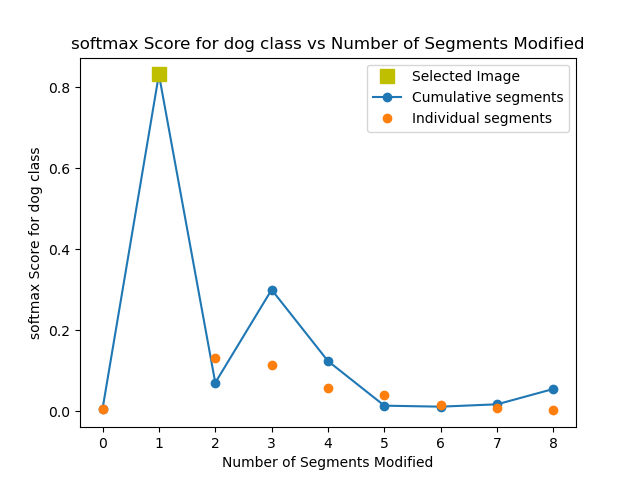 softmax Score for dog class vs Number of Segments Modified
Selected Image
Cumulative segments
Individual segments
softmax Score for dog class
0.8
0.6
0.4
0.2
0.0
0 1 2 3 4 5 6 7 8
Number of Segments Modified